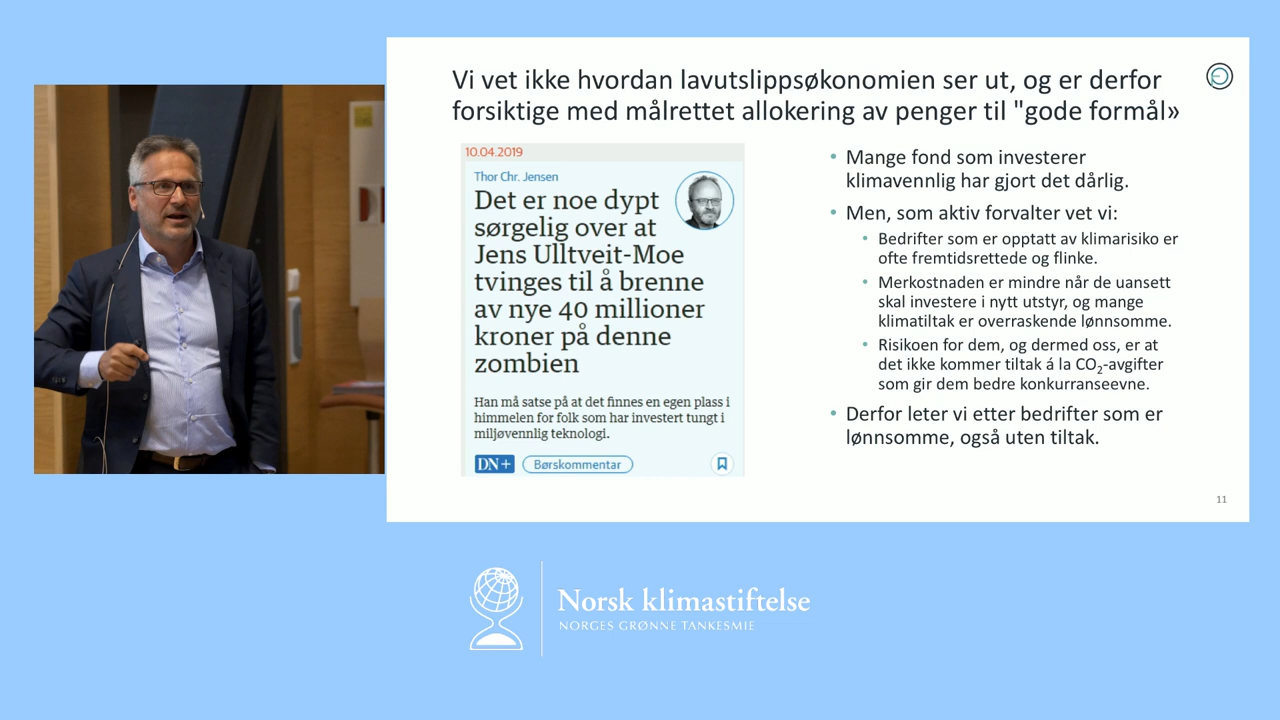 Vi vet ikke hvordan lavutslippsøkonomien ser ut, og er derfor
forsiktige med målrettet allokering av penger til "gode formål»
10.04.2019
Thor Chr. Jensen
Det er noe dypt
sørgelig over at
Jens Ulltveit-Moe
tvinges til å brenne
av nye 40 millioner
kroner på denne
zombien
Han må satse på at det finnes en egen plass i
himmelen for folk som har investert tungt i
miljøvennlig teknologi.
DN+ Børskommentar
• Mange fond som investerer
klimavennlig har gjort det dårlig.
• Men, som aktiv forvalter vet vi:
• Bedrifter som er opptatt av klimarisiko er
ofte fremtidsrettede og flinke.
• Merkostnaden er mindre når de uansett
skal investere i nytt utstyr, og mange
klimatiltak er overraskende lønnsomme.
• Risikoen for dem, og dermed oss, er at
det ikke kommer tiltak á la CO₂-avgifter
som gir dem bedre konkurranseevne.
• Derfor leter vi etter bedrifter som er
lønnsomme, også uten tiltak.
11
Norsk klimastiftelse
NORGES GRØNNE TANKESMIE